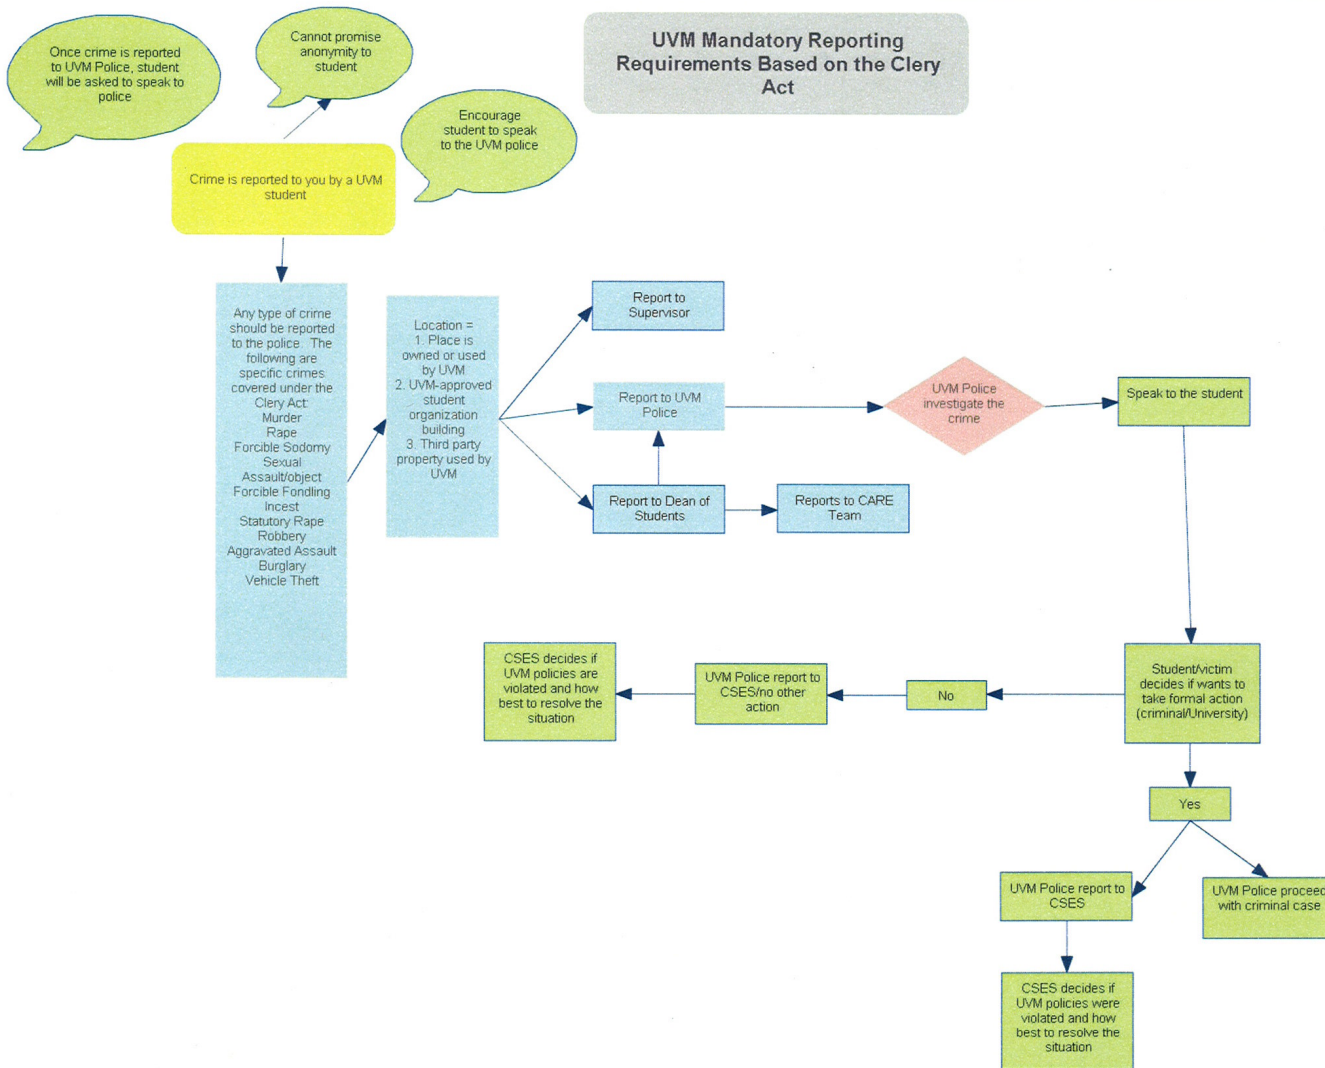 Once crime is reported
to UVM Police, student
will be asked to speak to
police
Cannot promise
anonymity to
student
UVM Mandatory Reporting
Requirements Based on the Clery
Act
Encourage
student to speak
to the UVM police
Crime is reported to you by a UVM
student
Any type of crime
should be reported
to the police. The
following are
specific crimes
covered under the
Clery Act:
Murder
Rape
Forcible Sodomy
Sexual
Assault/object
Forcible Fondling
Incest
Statutory Rape
Robbery
Aggravated Assault
Burglary
Vehicle Theft
Location =
1. Place is
owned or used
by UVM
2. UVM-approved
student
organization
building
3. Third party
property used by
UVM
Report to
Supervisor
Report to UVM
Police
Report to Dean of
Students
Reports to CARE
Team
UVM Police
investigate the
crime
Speak to the student
Student/victim
decides if wants to
take formal action
(criminal/University)
No
UVM Police report to
CSES/no other
action
CSES decides if
UVM policies are
violated and how
best to resolve the
situation
Yes
UVM Police report to
CSES
UVM Police proceed
with criminal case
CSES decides if
UVM policies were
violated and how
best to resolve the
situation